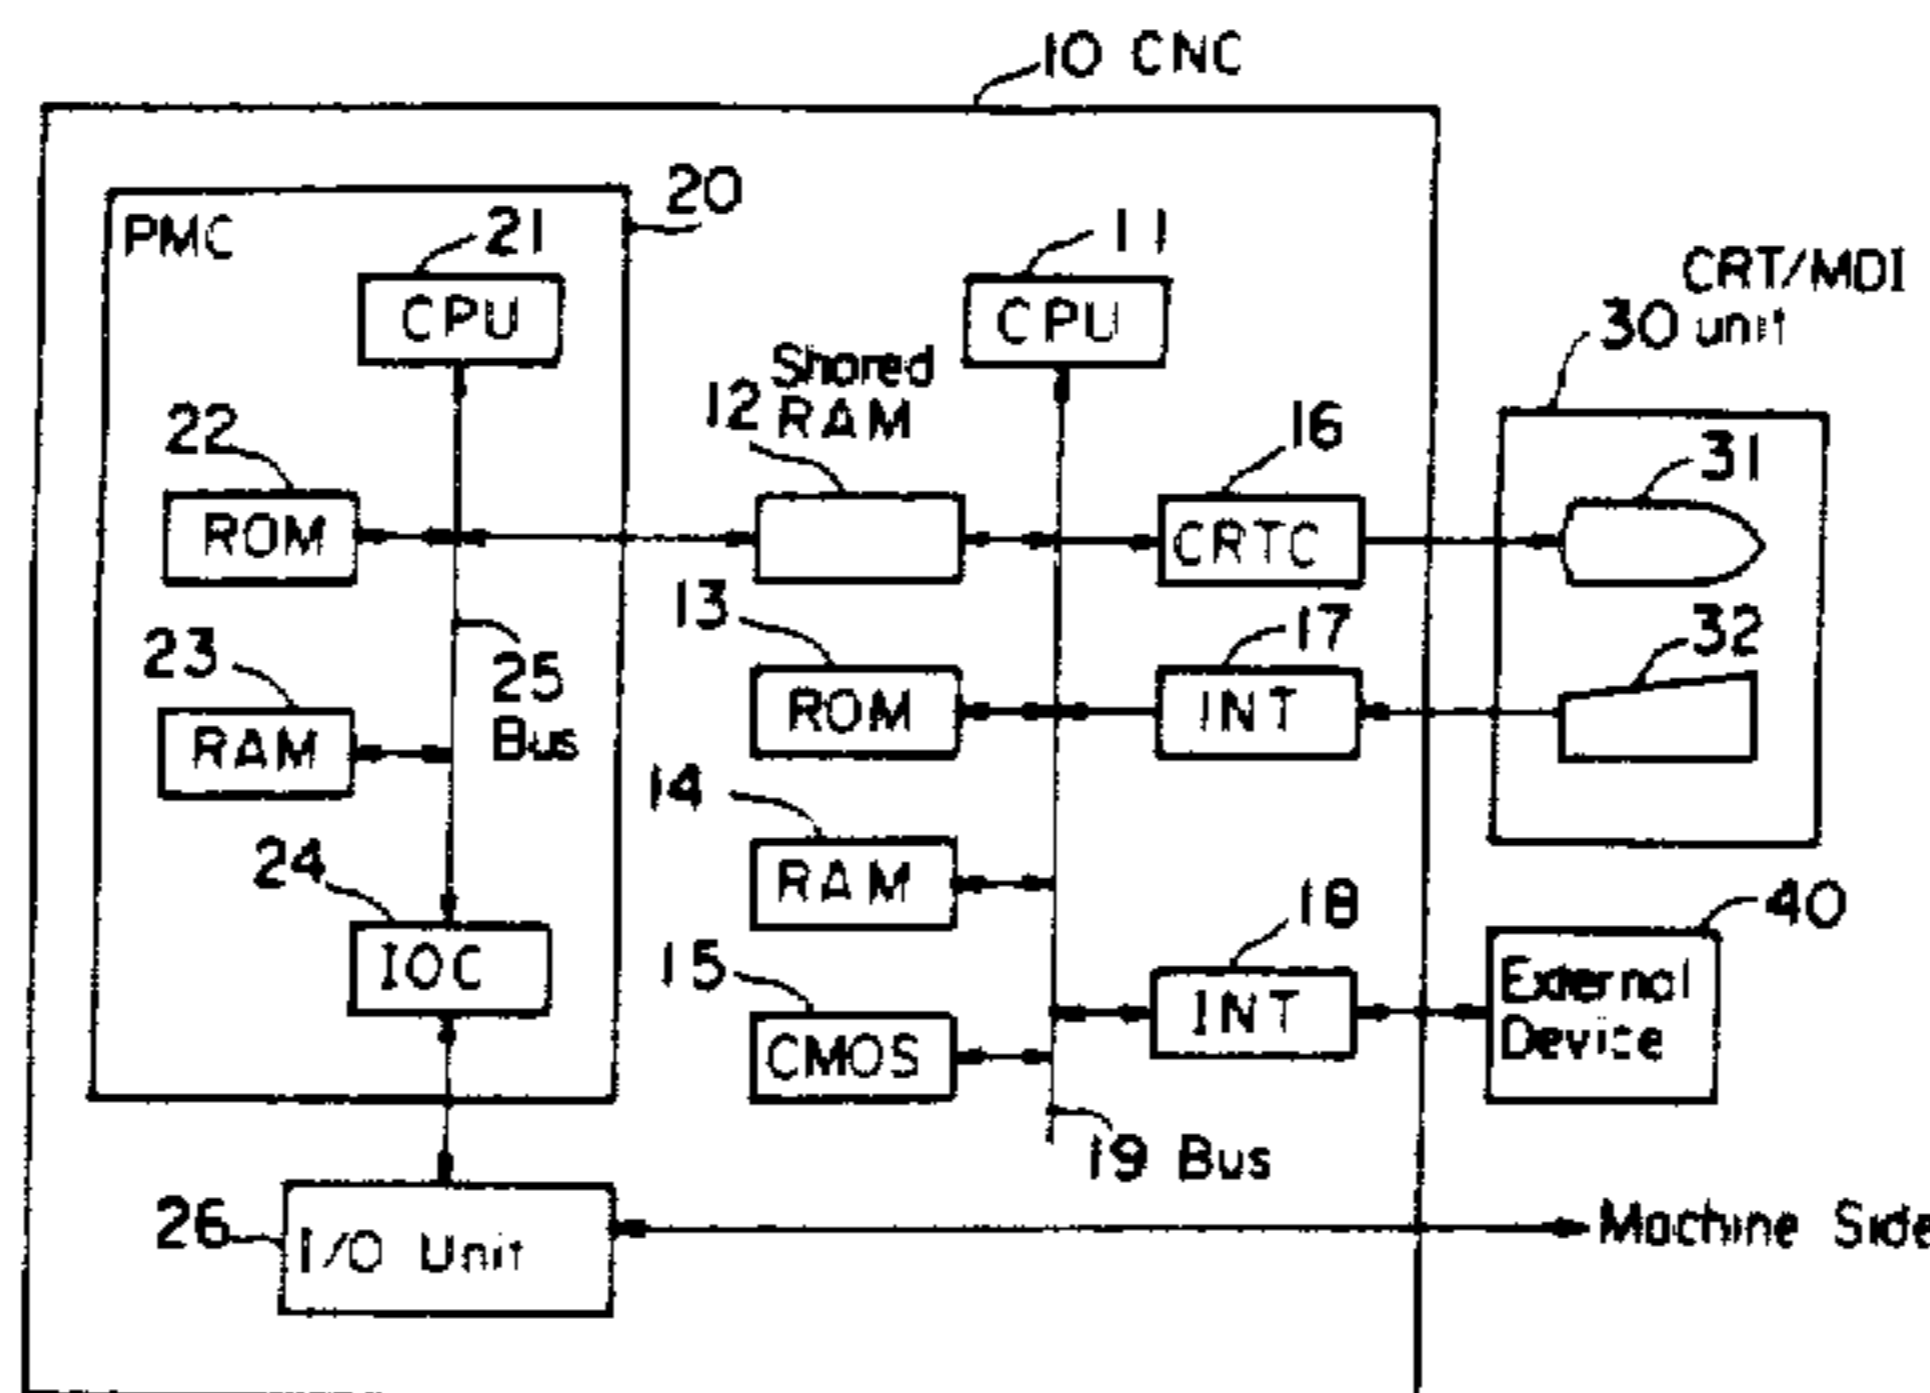 10 CNC
20
PMC
21
CPU
11
CPU
CRT/MDI
30 unit
Shared
12 RAM
22
ROM
16
CRTC
31
13
ROM
17
INT
32
23
RAM
25
Bus
14
RAM
24
IOC
18
INT
40
External
Device
15
CMOS
19 Bus
26
I/O Unit
Machine Side